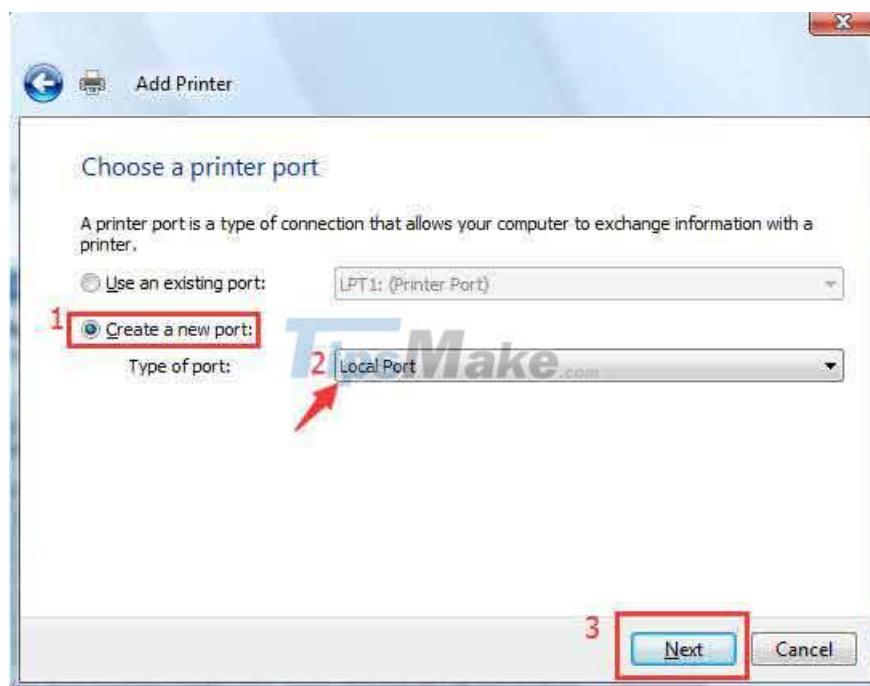 X
Add Printer
Choose a printer port
A printer port is a type of connection that allows your computer to exchange information with a
printer.
Use an existing port: LPT1: (Printer Port)
1 Create a new port:
TipsMake.com
Type of port: 2 Local Port
3
Next Cancel